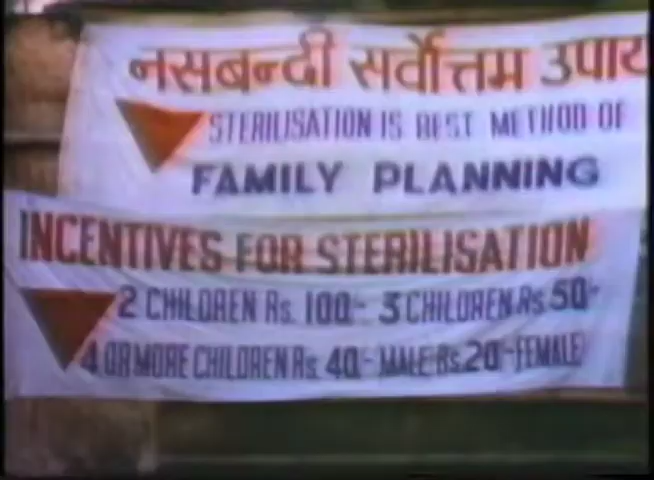 नसबन्दी सर्वोत्तम उपाय
STERILISATION IS BEST METHOD OF
FAMILY PLANNING
INCENTIVES FOR STERILISATION
2 CHILDREN Rs. 100/- 3 CHILDREN Rs 50/-
4 OR MORE CHILDREN Rs 40/- MALE Rs. 20/- FEMALE